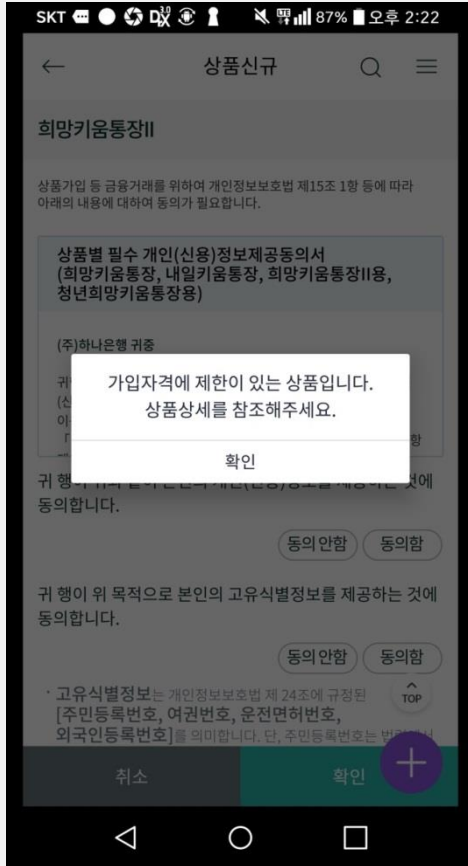 SKT 87% 오후 2:22
상품신규
희망키움통장II
상품가입 등 금융거래를 위하여 개인정보보호법 제15조 1항 등에 따라
아래의 내용에 대하여 동의가 필요합니다.
상품별 필수 개인(신용)정보제공동의서
(희망키움통장, 내일키움통장, 희망키움통장II용,
청년희망키움통장용)
(주)하나은행 귀중
가입자격에 제한이 있는 상품입니다.
상품상세를 참조해주세요.
확인
동의합니다.
동의안함 동의함
귀 행이 위 목적으로 본인의 고유식별정보를 제공하는 것에
동의합니다.
동의안함 동의함
· 고유식별정보는 개인정보보호법 제 24조에 규정된
TOP
[주민등록번호, 여권번호, 운전면허번호,
외국인등록번호]를 의미합니다. 단, 주민등록번호는
취소 확인